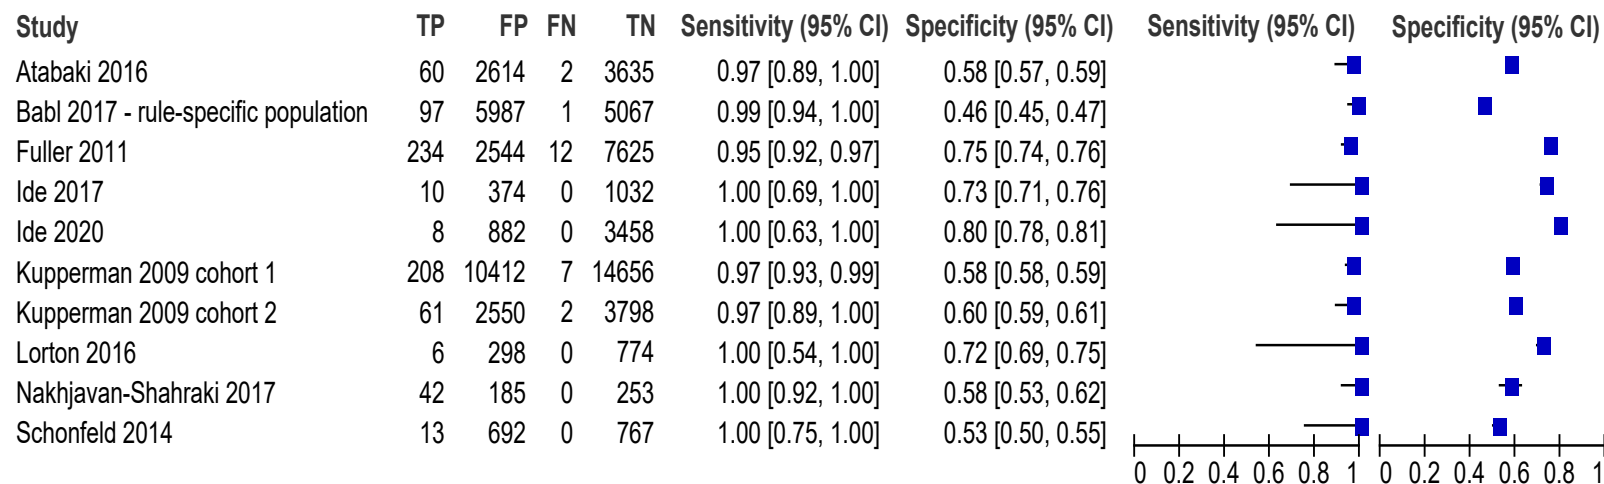 Study TP FP FN TN Sensitivity (95% CI) Specificity (95% CI) Sensitivity (95% CI) Specificity (95% CI)
Atabaki 2016 60 2614 2 3635 0.97 [0.89, 1.00] 0.58 [0.57, 0.59]
Babl 2017 - rule-specific population 97 5987 1 5067 0.99 [0.94, 1.00] 0.46 [0.45, 0.47]
Fuller 2011 234 2544 12 7625 0.95 [0.92, 0.97] 0.75 [0.74, 0.76]
Ide 2017 10 374 0 1032 1.00 [0.69, 1.00] 0.73 [0.71, 0.76]
Ide 2020 8 882 0 3458 1.00 [0.63, 1.00] 0.80 [0.78, 0.81]
Kupperman 2009 cohort 1 208 10412 7 14656 0.97 [0.93, 0.99] 0.58 [0.58, 0.59]
Kupperman 2009 cohort 2 61 2550 2 3798 0.97 [0.89, 1.00] 0.60 [0.59, 0.61]
Lorton 2016 6 298 0 774 1.00 [0.54, 1.00] 0.72 [0.69, 0.75]
Nakhjavan-Shahraki 2017 42 185 0 253 1.00 [0.92, 1.00] 0.58 [0.53, 0.62]
Schonfeld 2014 13 692 0 767 1.00 [0.75, 1.00] 0.53 [0.50, 0.55]
0 0.2 0.4 0.6 0.8 1 0 0.2 0.4 0.6 0.8 1